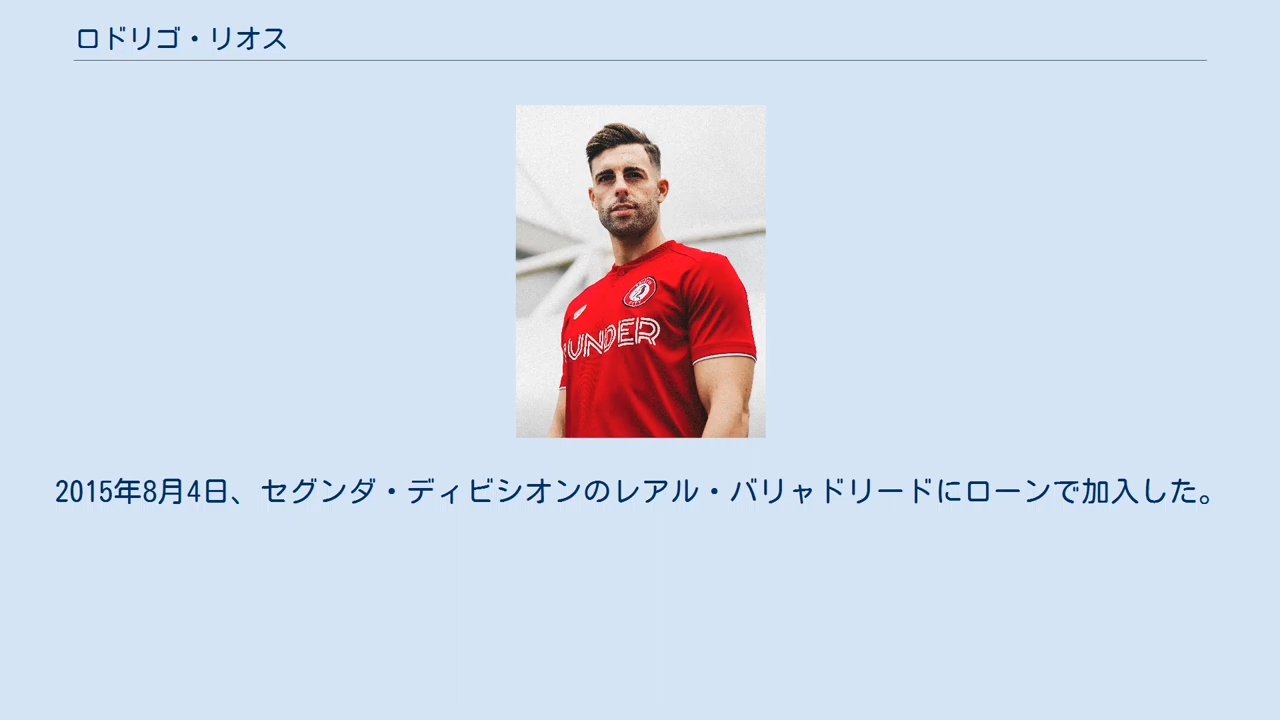 ロドリゴ・リオス
UNDER
2015年8月4日、セグンダ・ディビシオンのレアル・バリャドリードにローンで加入した。